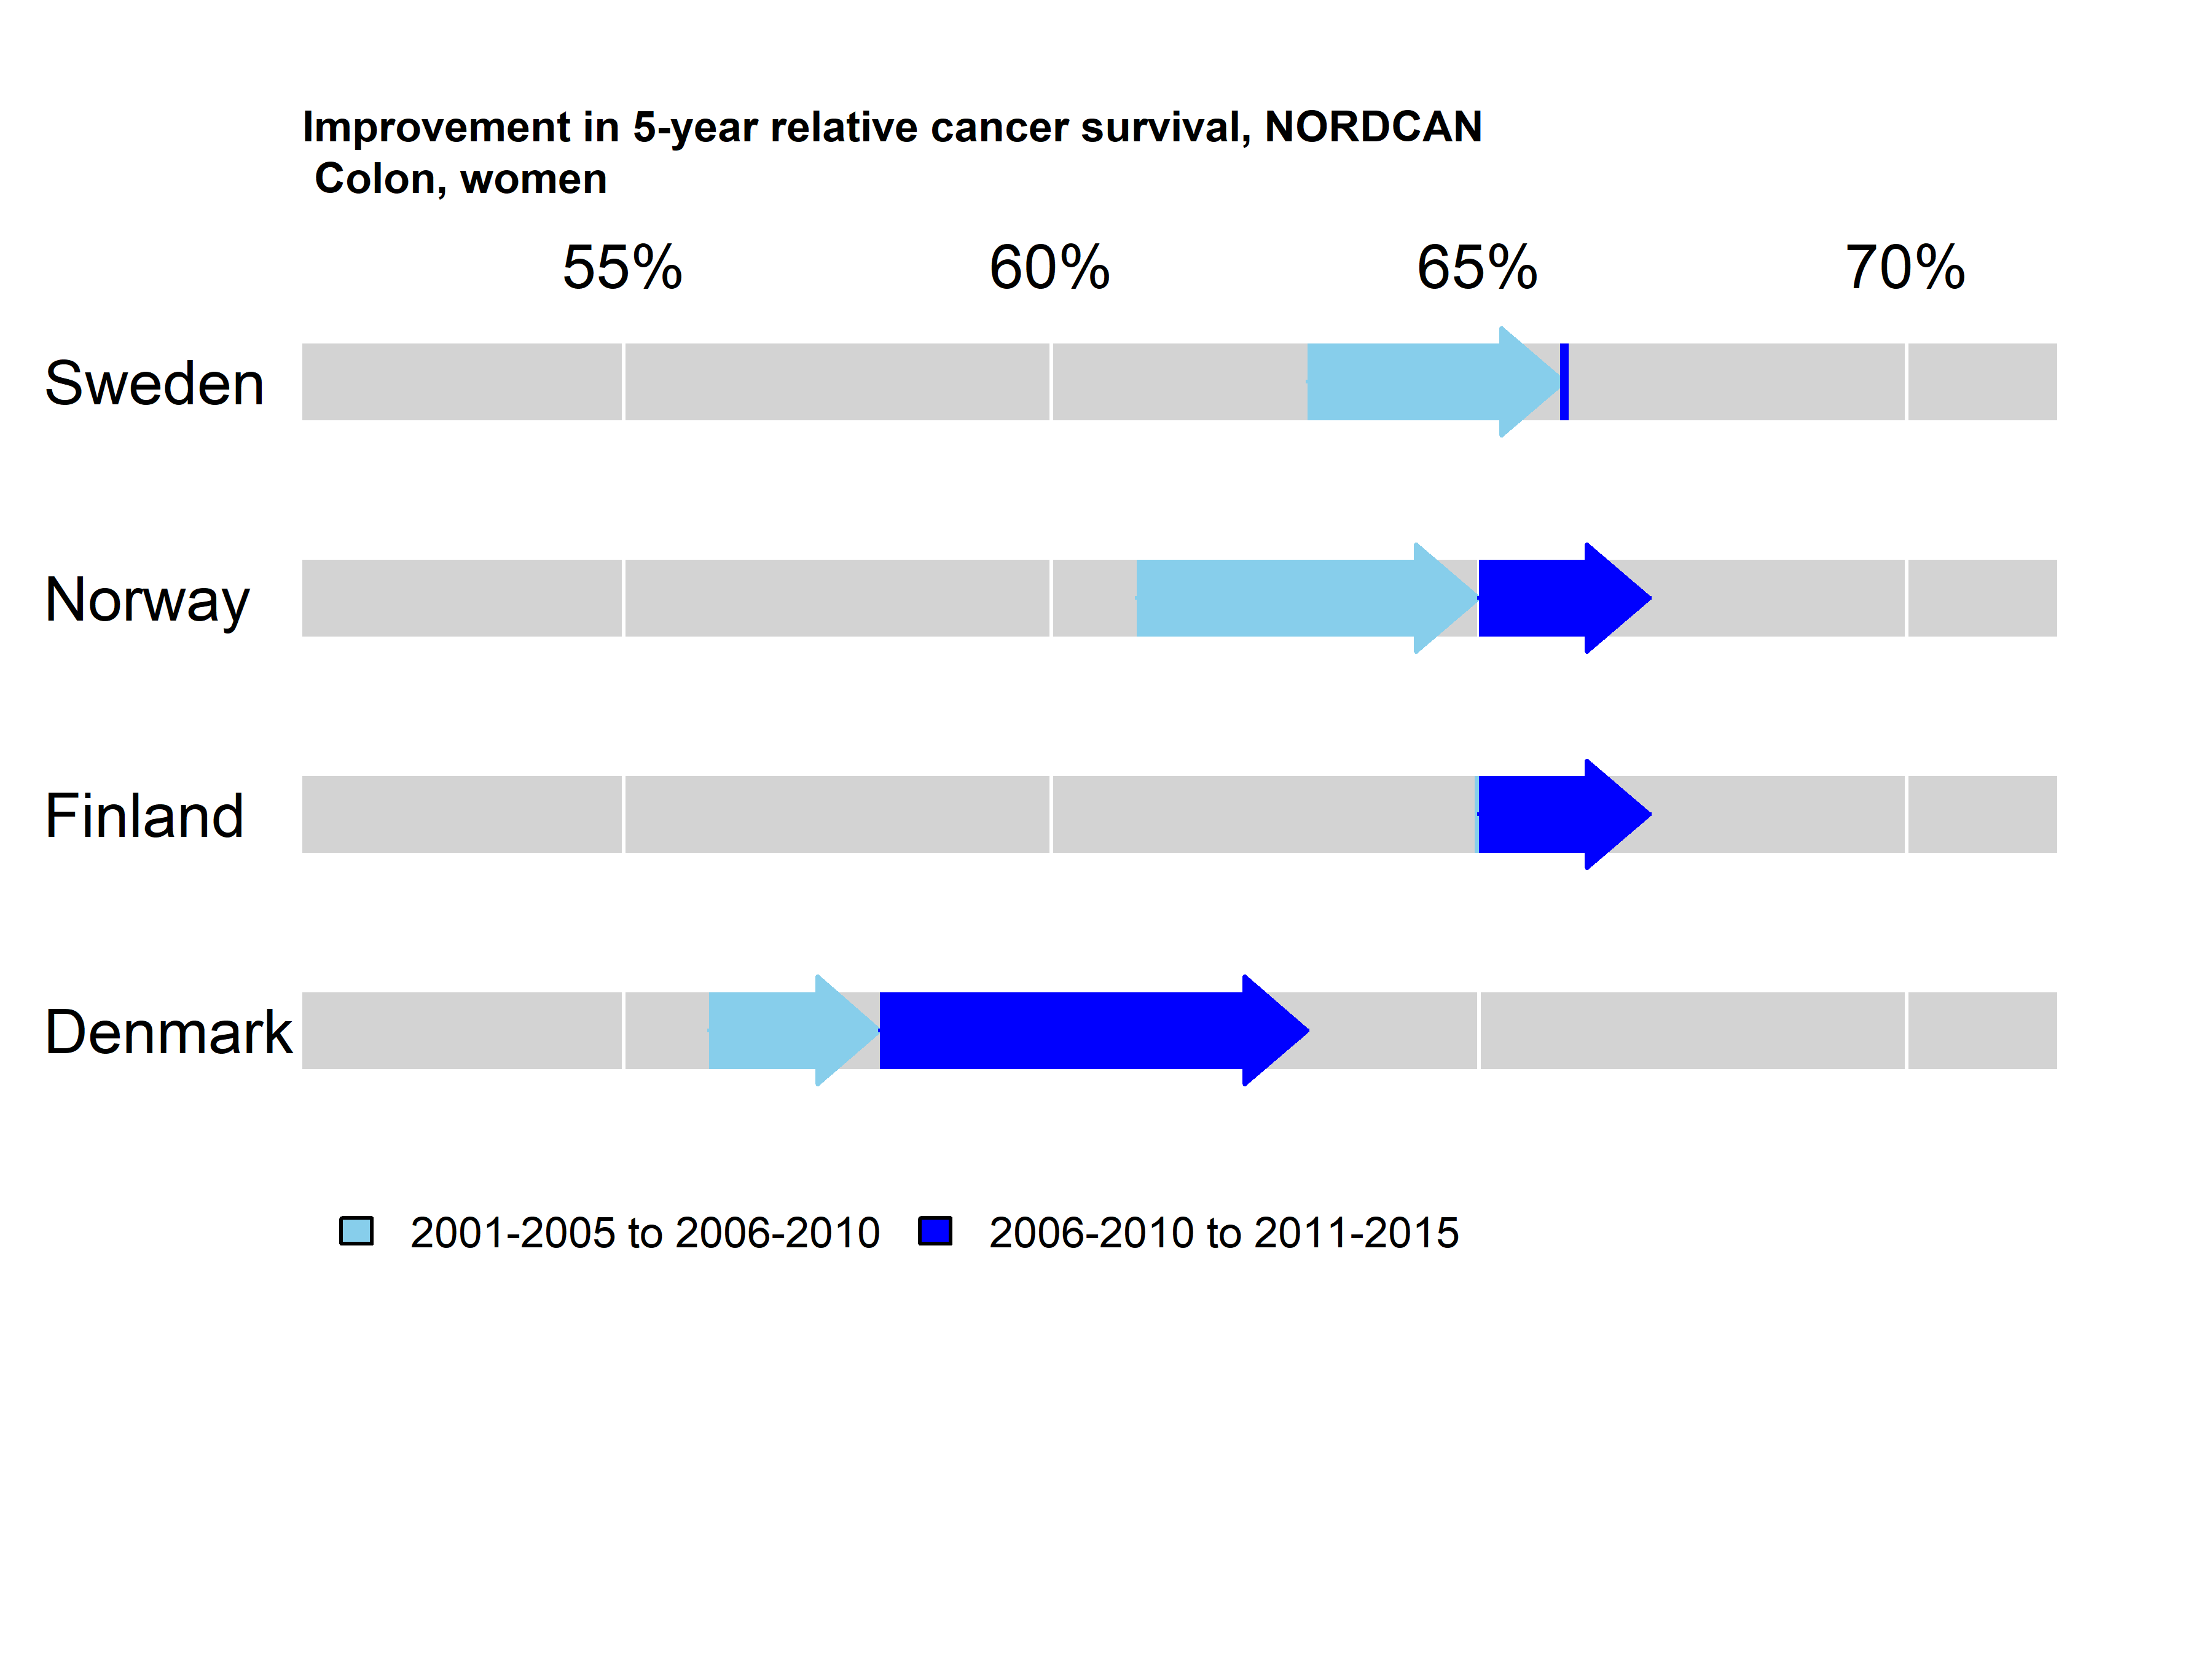 Improvement in 5-year relative cancer survival, NORDCAN
Colon, women
55% 60% 65% 70%
Sweden
Norway
Finland
Denmark
2001-2005 to 2006-2010 2006-2010 to 2011-2015